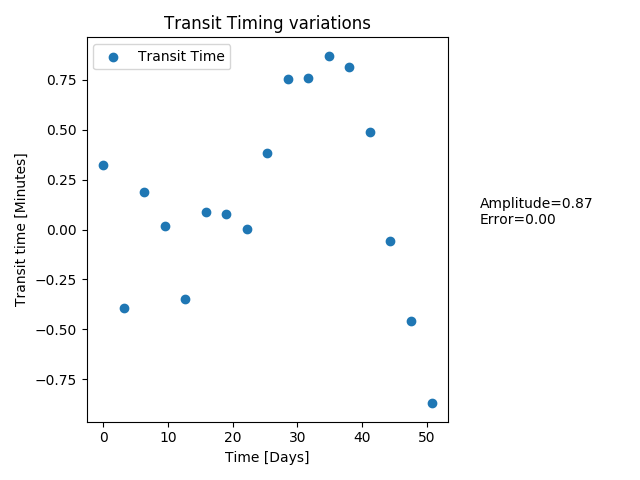 Transit Timing variations
Transit Time
0.75
0.50
0.25
0.00
−0.25
−0.50
−0.75
Transit time [Minutes]
0 10 20 30 40 50
Time [Days]
Amplitude=0.87
Error=0.00